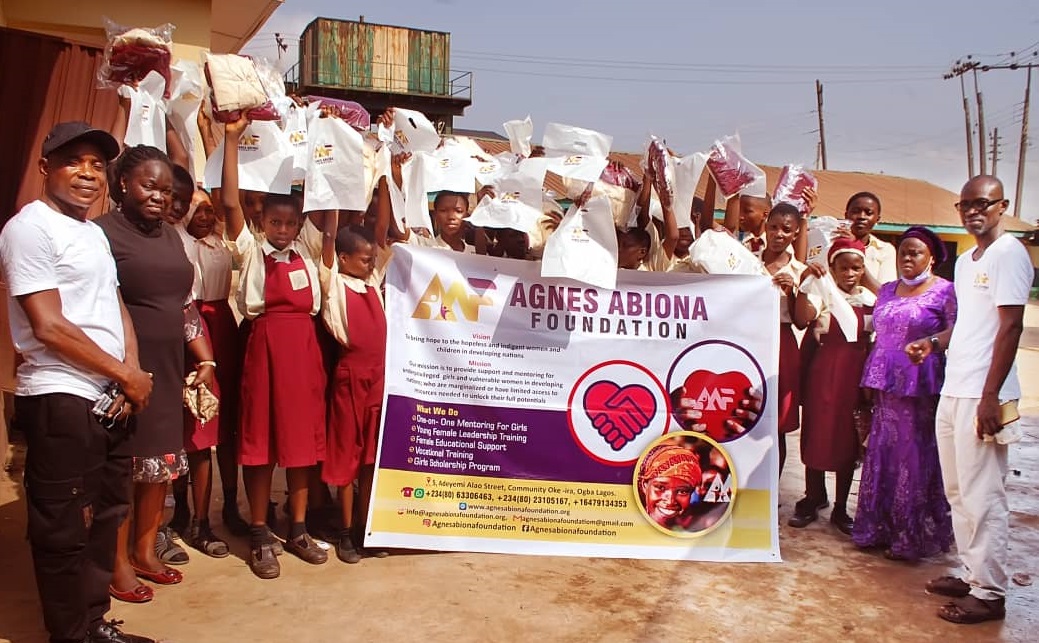 AAF AGNES ABIONA
FOUNDATION
Vision
To bring hope to the hopeless and indigent women and
children in developing nations
Mission
Our mission is to provide support and mentoring for
underprivileged girls and vulnerable women in developing
nations; who are marginalized or have limited access to
resources needed to unlock their full potentials
What We Do
One-on- One Mentoring For Girls
Young Female Leadership Training
Female Educational Support
Vocational Training
Girls Scholarship Program
AAF
5, Adeyemi Alao Street, Community Oke -ira, Ogba Lagos.
+234(80) 63306463, +234(80) 23105167, +16479134353
www.agnesabionafoundation.org
info@agnesabionafoundation.org, agnesabionafoundation@gmail.com
Agnesabionafoundation Agnesabionafoundation